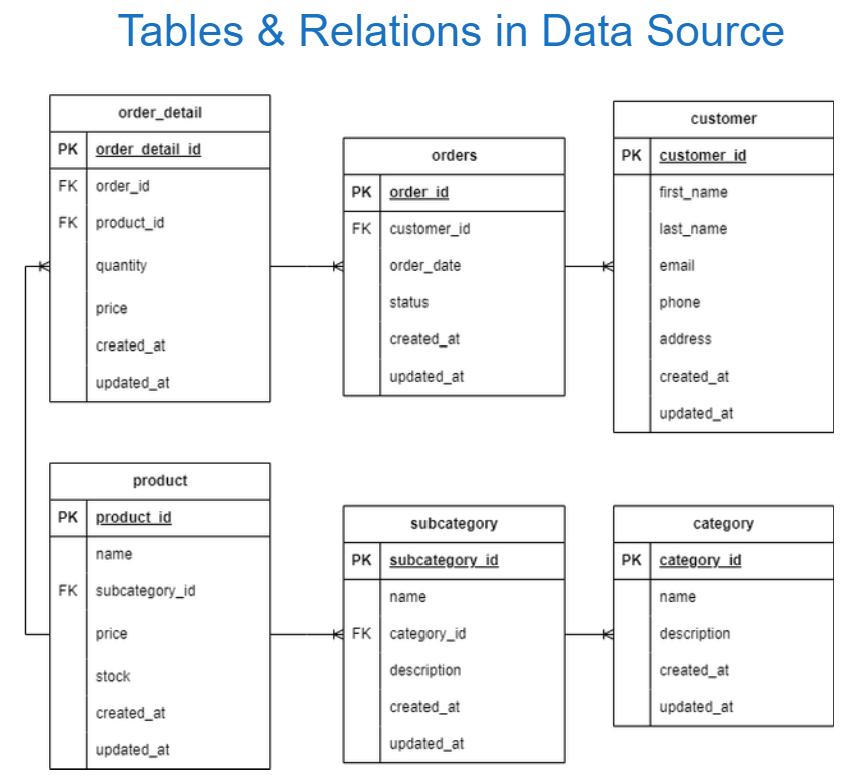 Tables & Relations in Data Source
order_detail
PK order_detail_id
FK order_id
FK product_id
quantity
price
created_at
updated_at
orders
PK order_id
FK customer_id
order_date
status
created_at
updated_at
customer
PK customer_id
first_name
last_name
email
phone
address
created_at
updated_at
product
PK product_id
name
FK subcategory_id
price
stock
created_at
updated_at
subcategory
PK subcategory_id
name
FK category_id
description
created_at
updated_at
category
PK category_id
name
description
created_at
updated_at